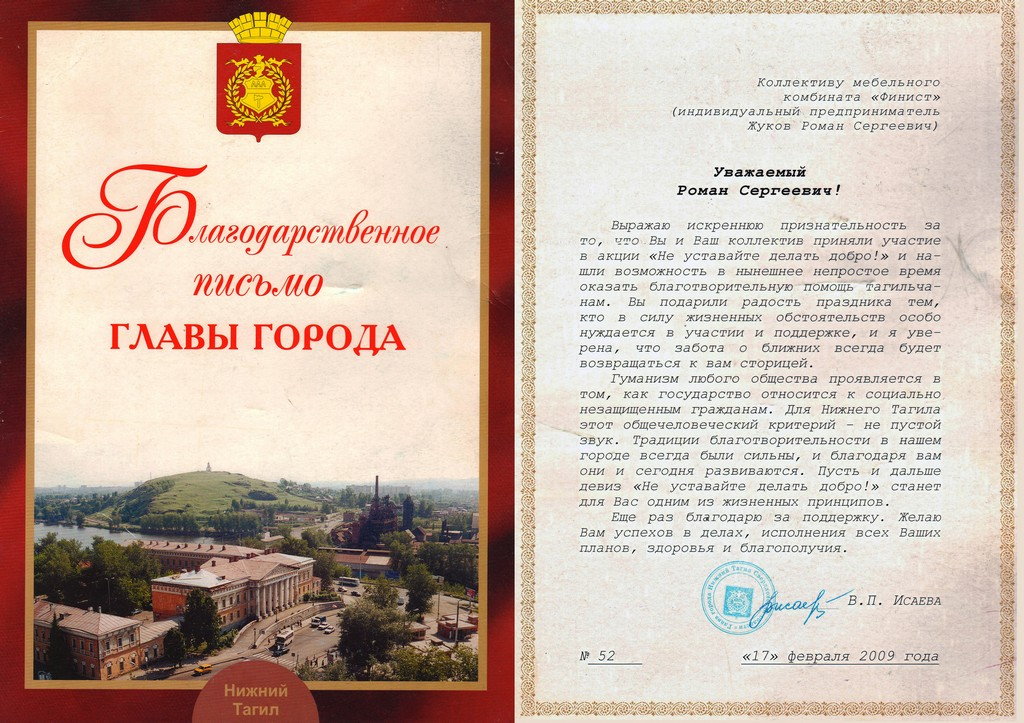 Благодарственное
письмо
ГЛАВЫ ГОРОДА
Нижний
Тагил
Коллективу мебельного
комбината «Финист»
(индивидуальный предприниматель
Жуков Роман Сергеевич)
Уважаемый
Роман Сергеевич!
Выражаю искреннюю признательность за
то, что Вы и Ваш коллектив приняли участие
в акции «Не уставайте делать добро!» и на-
шли возможность в нынешнее непростое время
оказать благотворительную помощь тагильча-
нам. Вы подарили радость праздника тем,
кто в силу жизненных обстоятельств особо
нуждается в участии и поддержке, и я уве-
рена, что забота о ближних всегда будет
возвращаться к вам сторицей.
Гуманизм любого общества проявляется в
том, как государство относится к социально
незащищенным гражданам. Для Нижнего Тагила
этот общечеловеческий критерий – не пустой
звук. Традиции благотворительности в нашем
городе всегда были сильны, и благодаря вам
они и сегодня развиваются. Пусть и дальше
девиз «Не уставайте делать добро!» станет
для Вас одним из жизненных принципов.
Еще раз благодарю за поддержку. Желаю
Вам успехов в делах, исполнения всех Ваших
планов, здоровья и благополучия.
В.П. ИСАЕВА
№ 52
«17» февраля 2009 года